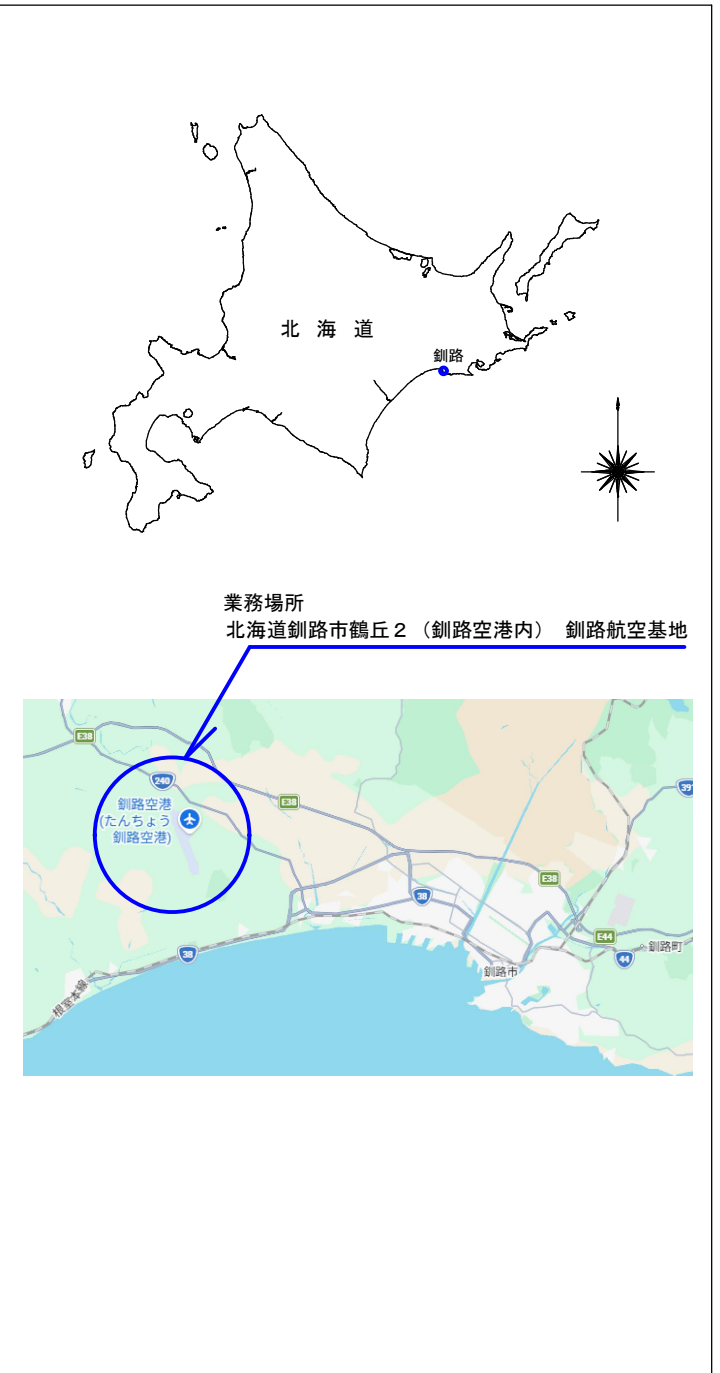 北海道
釧路
業務場所
北海道釧路市鶴丘２（釧路空港内）　釧路航空基地
E38
240
391
釧路空港
(たんちょう
釧路空港)
E38
E38
38
E44
44
釧路町
38
釧路市
根室本線